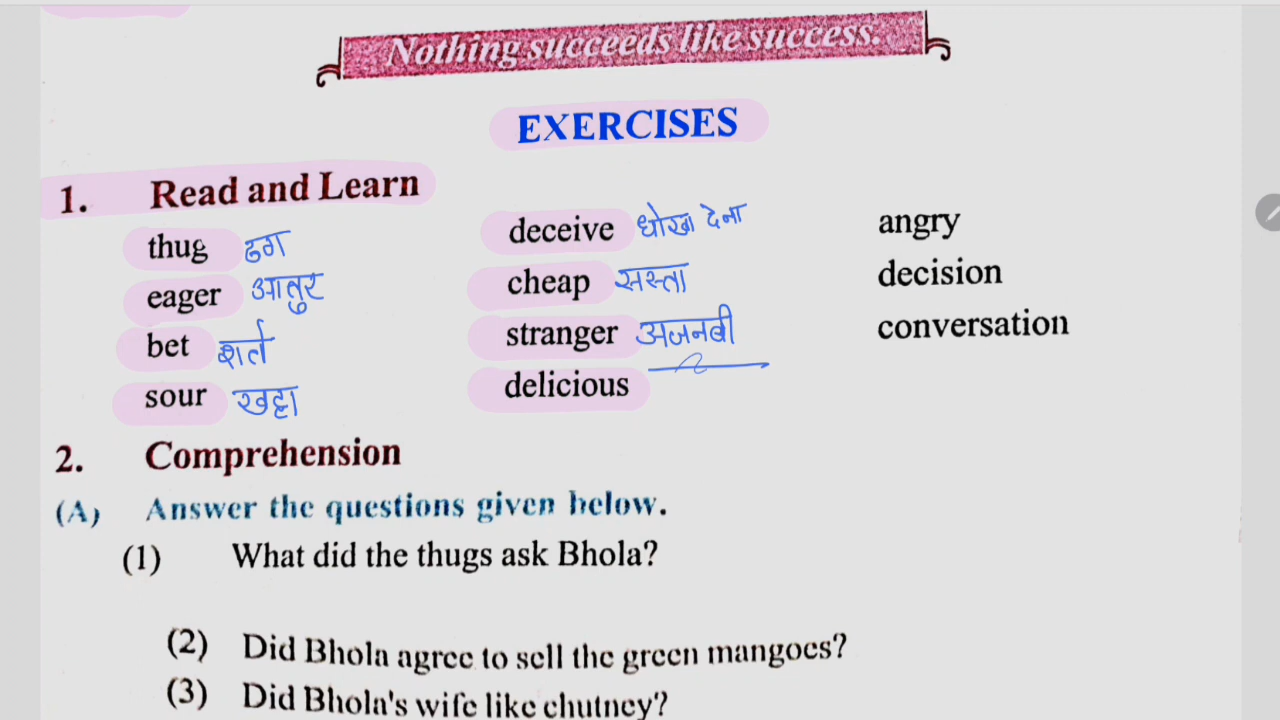 Nothing succeeds like success.
EXERCISES
1. Read and Learn
thug ठग deceive धोखा देना angry
eager आतुर cheap सस्ता decision
bet शर्त stranger अजनबी conversation
sour खट्टा delicious
2. Comprehension
(A) Answer the questions given below.
(1) What did the thugs ask Bhola?
(2) Did Bhola agree to sell the green mangoes?
(3) Did Bhola's wife like chutney?